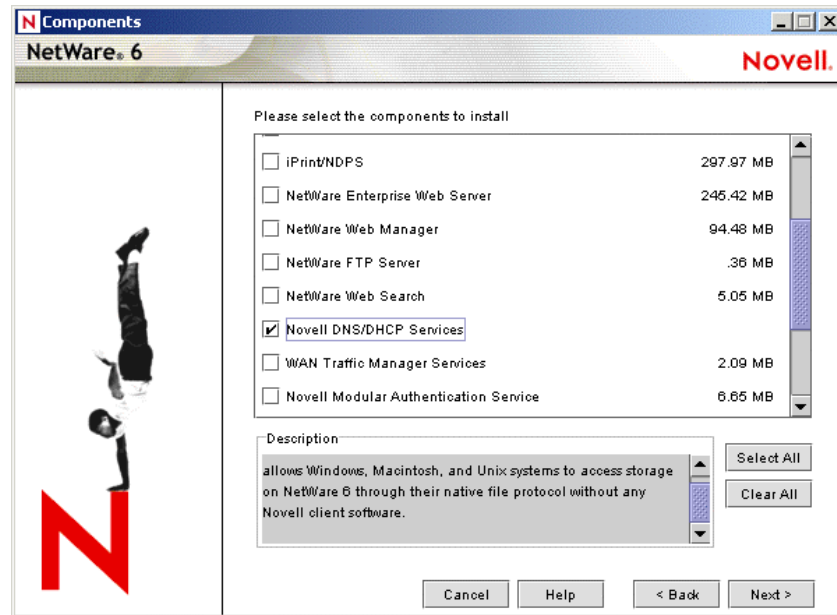 N Components
NetWare® 6
Novell®
Please select the components to install
iPrint/NDPS 297.97 MB
NetWare Enterprise Web Server 245.42 MB
NetWare Web Manager 94.48 MB
NetWare FTP Server .36 MB
NetWare Web Search 5.05 MB
Novell DNS/DHCP Services
WAN Traffic Manager Services 2.09 MB
Novell Modular Authentication Service 6.65 MB
Description
allows Windows, Macintosh, and Unix systems to access storage
on NetWare 6 through their native file protocol without any
Novell client software.
Select All
Clear All
N
Cancel Help < Back Next >